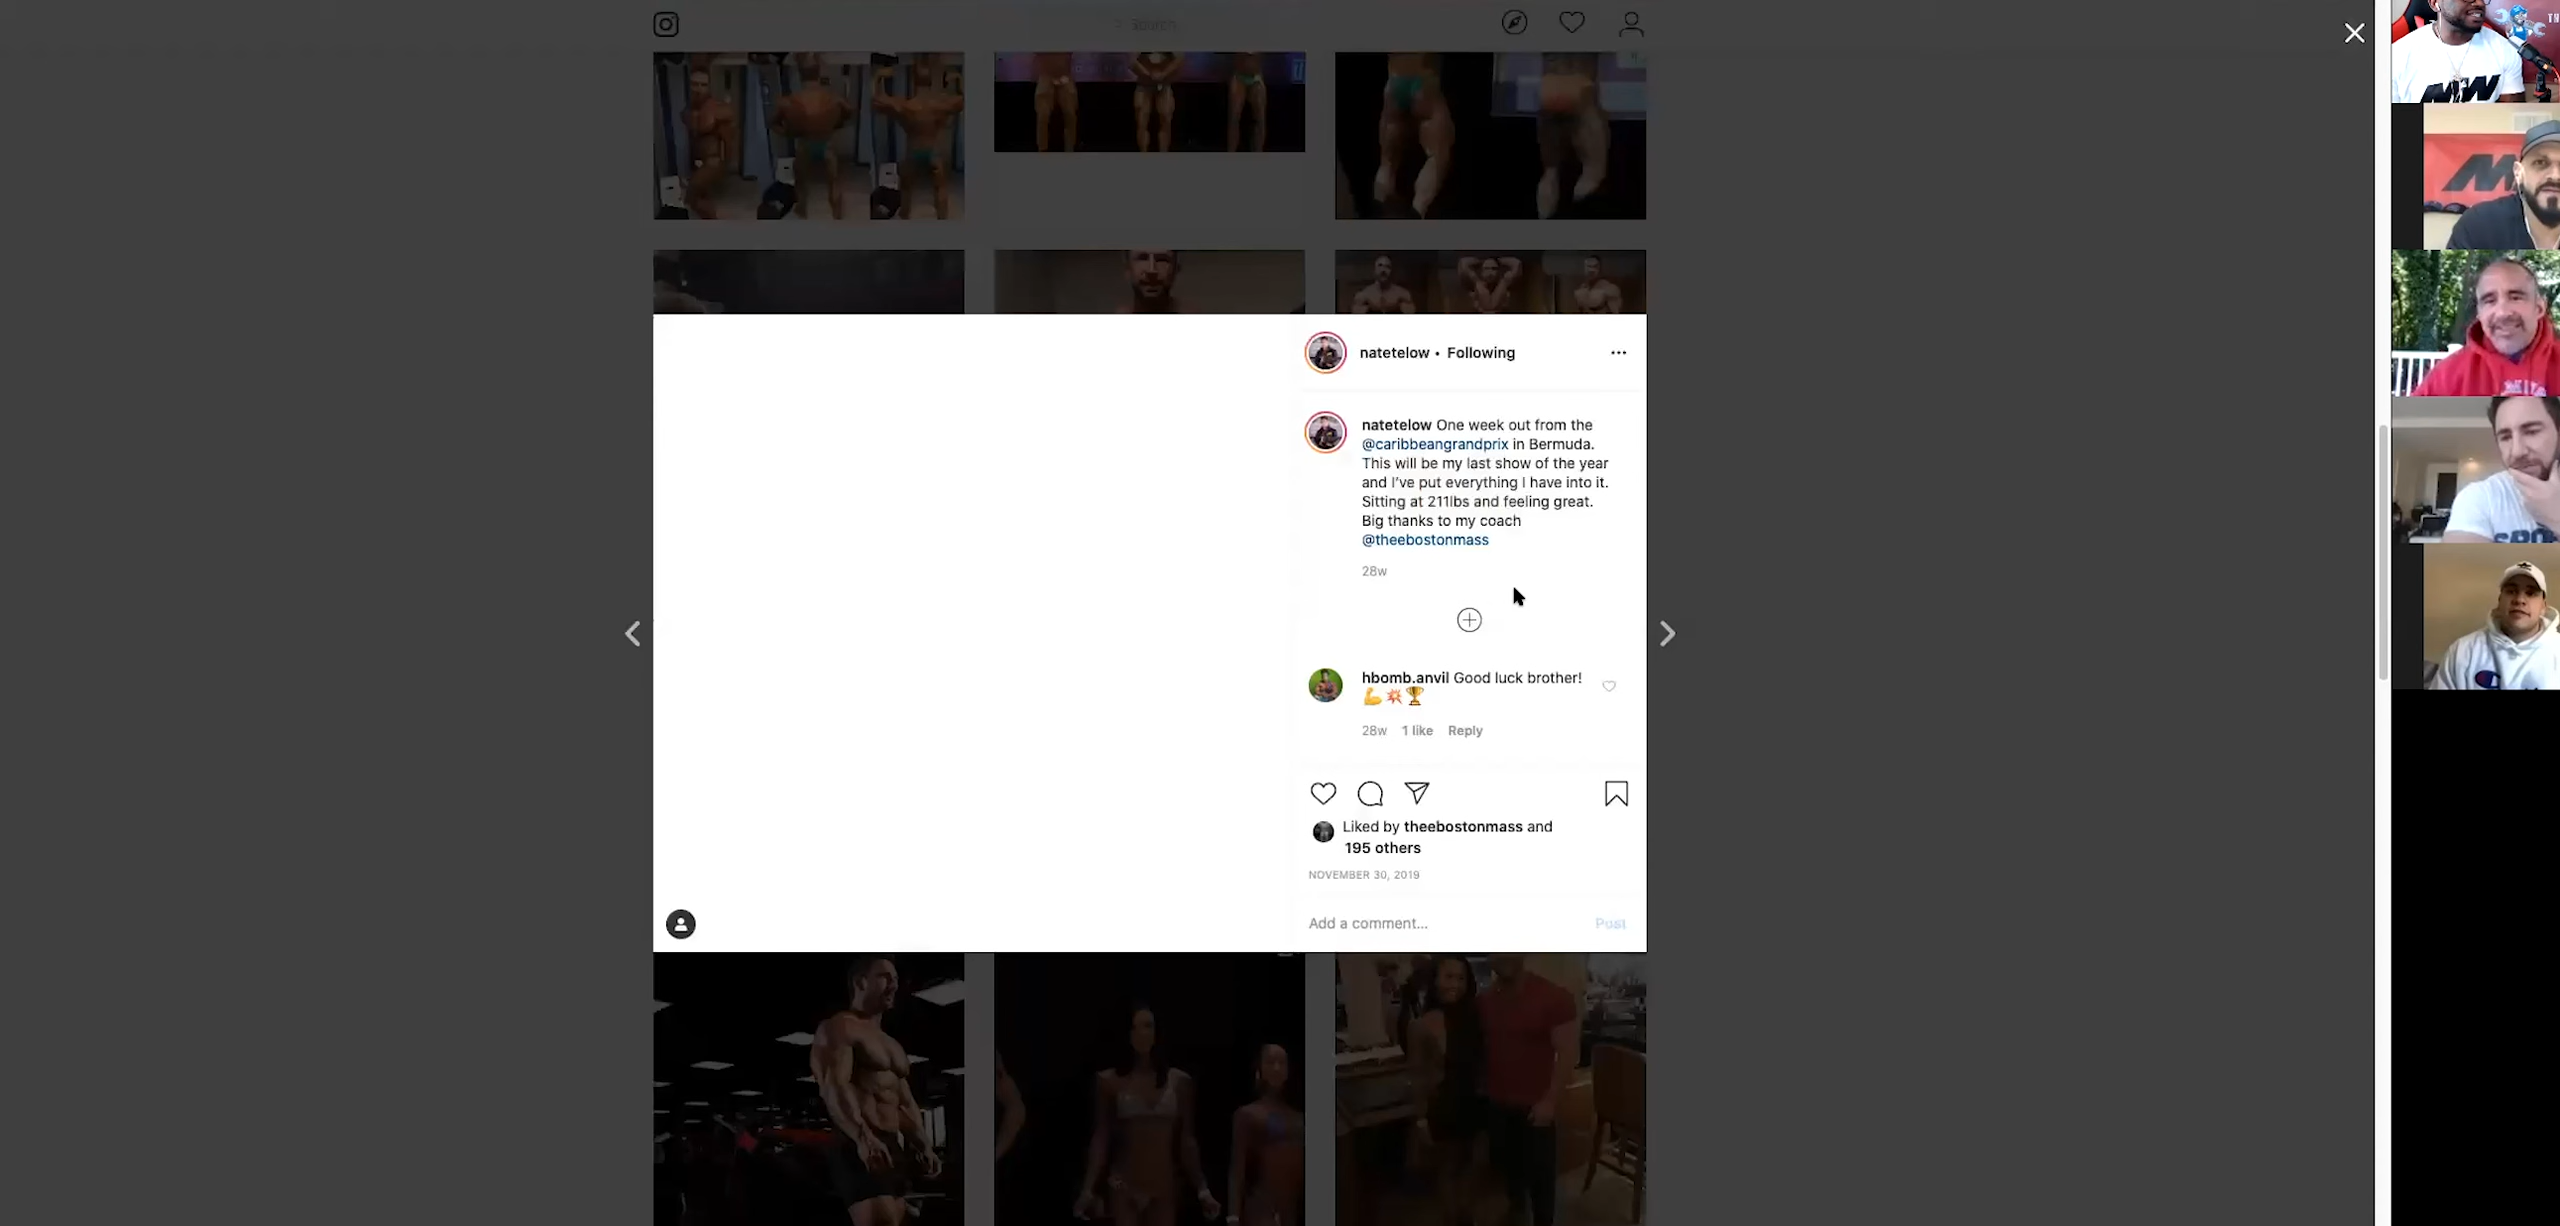 Search
natetelow • Following
natetelow One week out from the
@caribbeangrandprix in Bermuda.
This will be my last show of the year
and I've put everything I have into it.
Sitting at 211lbs and feeling great.
Big thanks to my coach
@theebostonmass
28w
hbomb.anvil Good luck brother!
💪💥🏆
28w 1 like Reply
Liked by theebostonmass and
195 others
NOVEMBER 30, 2019
Add a comment... Post